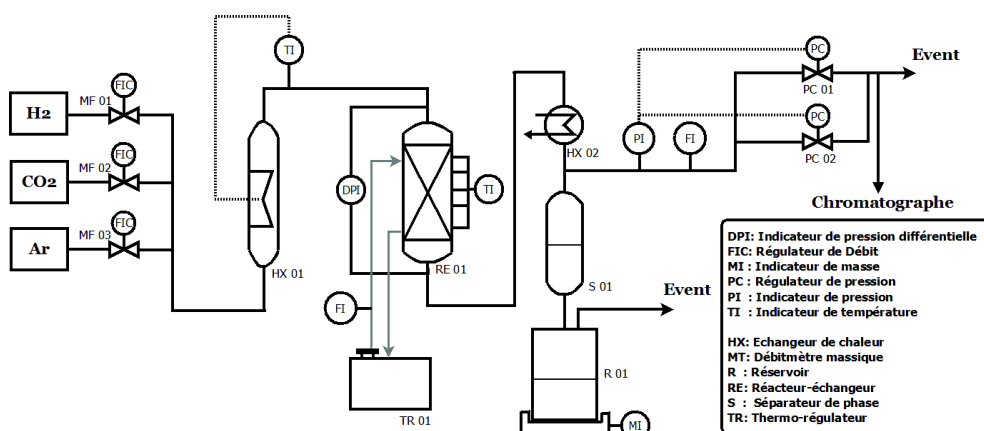 H2
MF 01
FIC
CO2
MF 02
FIC
Ar
MF 03
FIC
TI
HX 01
DPI
TI
RE 01
FI
TR 01
HX 02
S 01
Event
R 01
MI
PI
FI
PC
PC 01
PC
PC 02
Event
Chromatographe
DPI: Indicateur de pression différentielle
FIC: Régulateur de Débit
MI : Indicateur de masse
PC : Régulateur de pression
PI : Indicateur de pression
TI : Indicateur de température
HX: Echangeur de chaleur
MT: Débitmètre massique
R : Réservoir
RE: Réacteur-échangeur
S : Séparateur de phase
TR: Thermo-régulateur